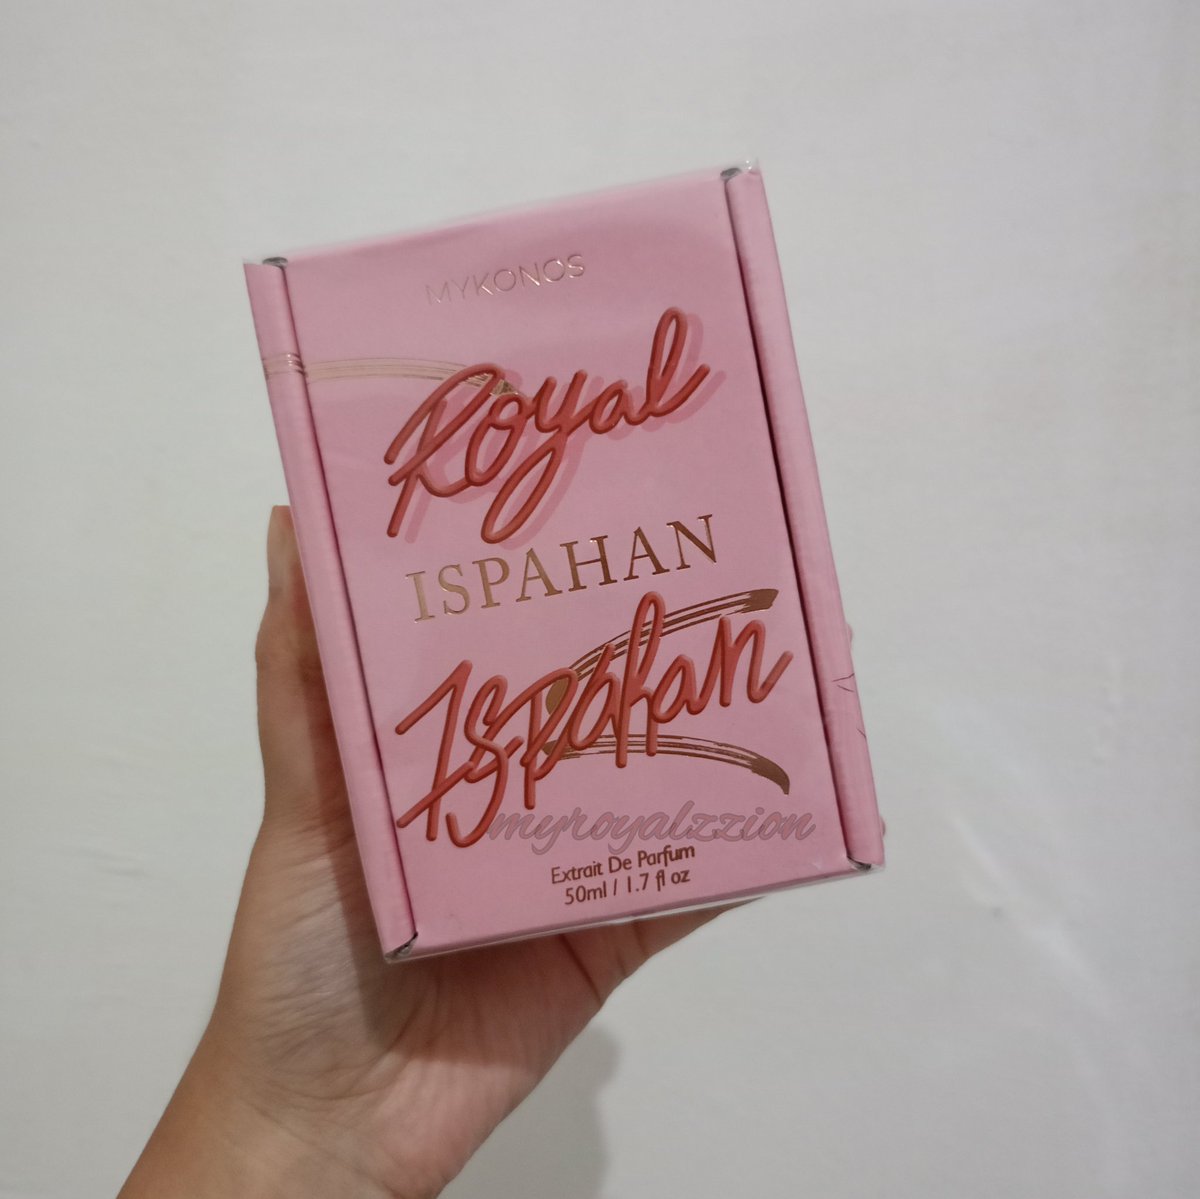 MYKONOS
Royal
ISPAHAN
Ispahan
myroyalzzion
Extrait De Parfum
50ml / 1.7 fl oz